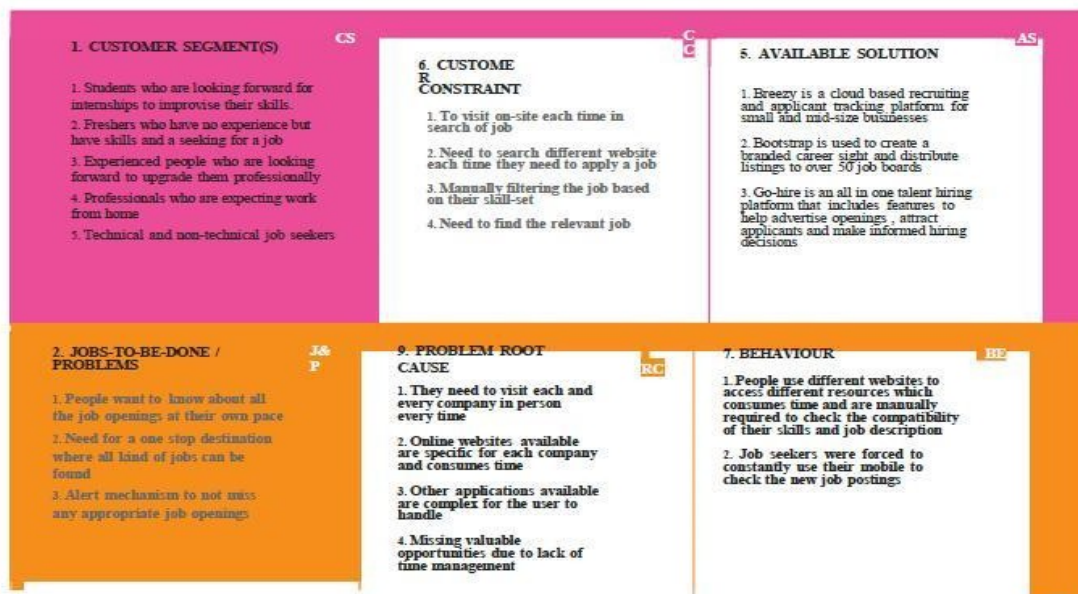 1. CUSTOMER SEGMENT(S)
CS
1. Students who are looking forward for
internships to improvise their skills.
2. Freshers who have no experience but
have skills and a seeking for a job
3. Experienced people who are looking
forward to upgrade them professionally
4. Professionals who are expecting work
from home
5. Technical and non-technical job seekers
6. CUSTOME
R
CONSTRAINT
C
C
1. To visit on-site each time in
search of job
2. Need to search different website
each time they need to apply a job
3. Manually filtering the job based
on their skill-set
4. Need to find the relevant job
5. AVAILABLE SOLUTION
AS
1. Breezy is a cloud based recruiting
and applicant tracking platform for
small and mid-size businesses
2. Bootstrap is used to create a
branded career sight and distribute
listings to over 50 job boards
3. Go-hire is an all in one talent hiring
platform that includes features to
help advertise openings , attract
applicants and make informed hiring
decisions
2. JOBS-TO-BE-DONE /
PROBLEMS
J&
P
1. People want to know about all
the job openings at their own pace
2. Need for a one stop destination
where all kind of jobs can be
found
3. Alert mechanism to not miss
any appropriate job openings
9. PROBLEM ROOT
CAUSE
RC
1. They need to visit each and
every company in person
every time
2. Online websites available
are specific for each company
and consumes time
3. Other applications available
are complex for the user to
handle
4. Missing valuable
opportunities due to lack of
time management
7. BEHAVIOUR
BE
1. People use different websites to
access different resources which
consumes time and are manually
required to check the compatibility
of their skills and job description
2. Job seekers were forced to
constantly use their mobile to
check the new job postings